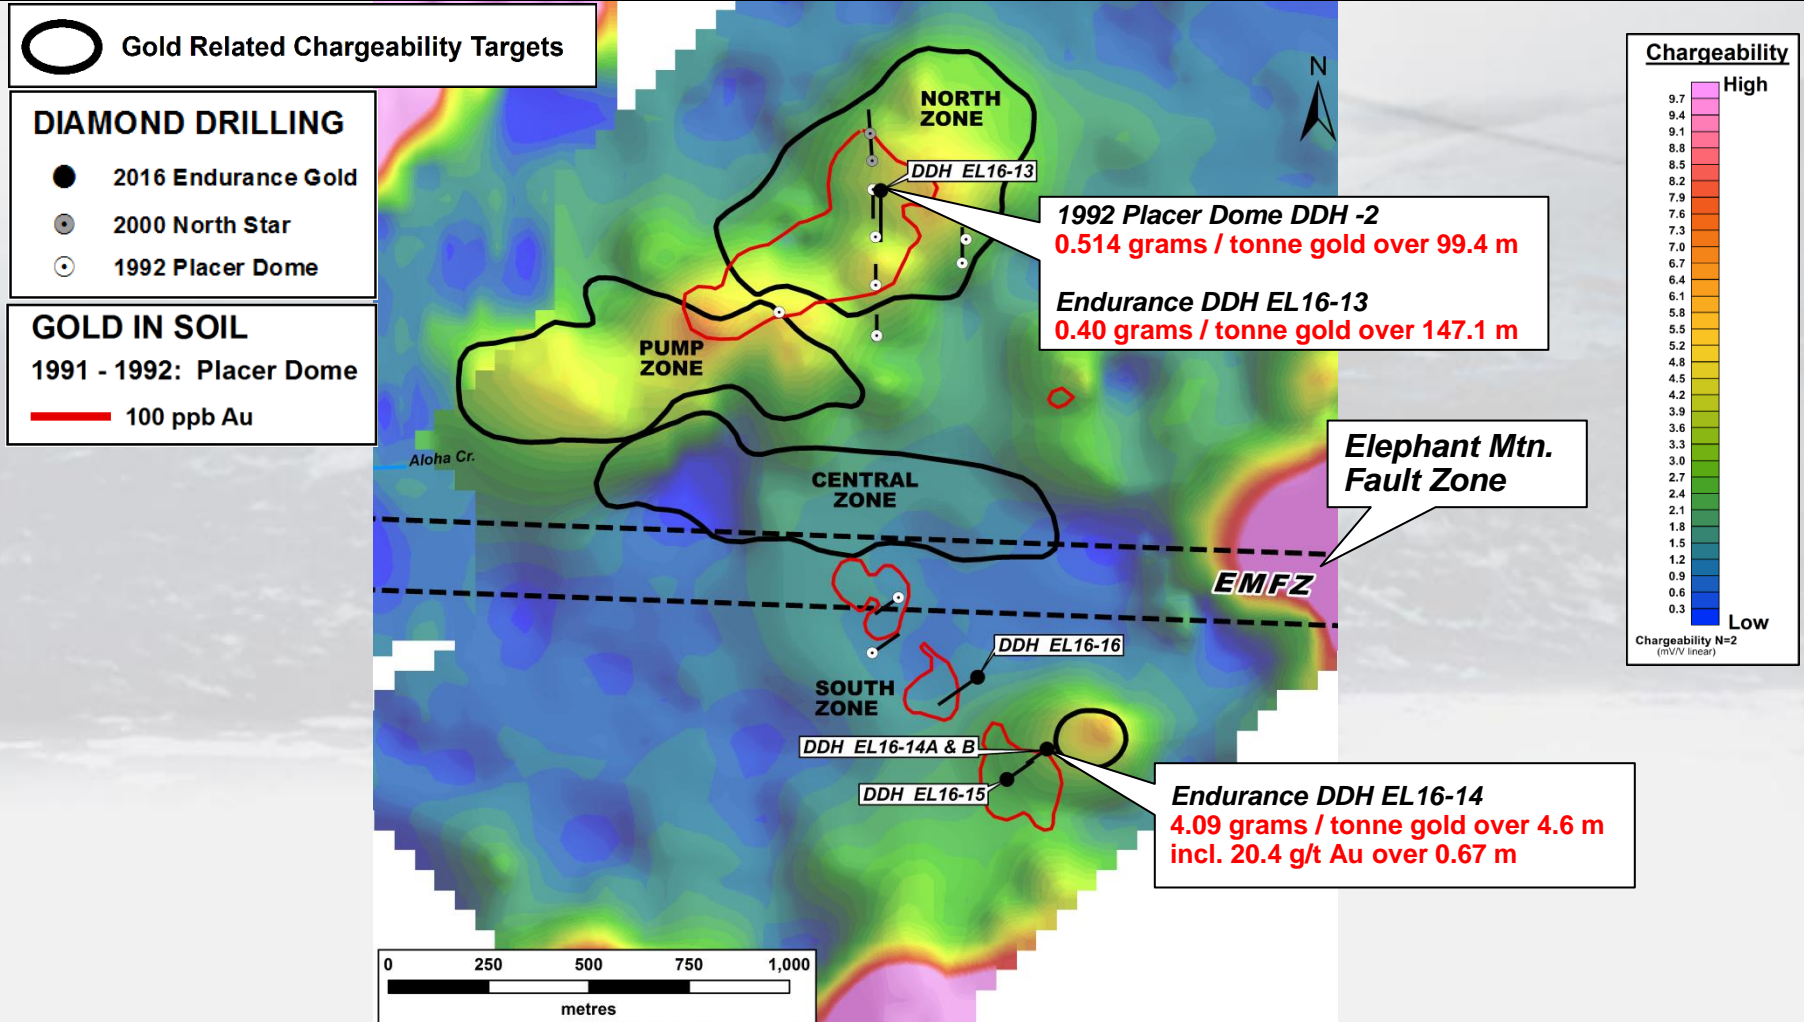 Gold Related Chargeability Targets
DIAMOND DRILLING
2016 Endurance Gold
2000 North Star
1992 Placer Dome
GOLD IN SOIL
1991 - 1992: Placer Dome
100 ppb Au
N
NORTH
ZONE
DDH EL16-13
1992 Placer Dome DDH -2
0.514 grams / tonne gold over 99.4 m
Endurance DDH EL16-13
0.40 grams / tonne gold over 147.1 m
PUMP
ZONE
Aloha Cr.
CENTRAL
ZONE
Elephant Mtn.
Fault Zone
EMFZ
DDH EL16-16
SOUTH
ZONE
DDH EL16-14A & B
DDH EL16-15
Endurance DDH EL16-14
4.09 grams / tonne gold over 4.6 m
incl. 20.4 g/t Au over 0.67 m
0 250 500 750 1,000
metres
Chargeability
High
9.7
9.4
9.1
8.8
8.5
8.2
7.9
7.6
7.3
7.0
6.7
6.4
6.1
5.8
5.5
5.2
4.8
4.5
4.2
3.9
3.6
3.3
3.0
2.7
2.4
2.1
1.8
1.5
1.2
0.9
0.6
0.3
Low
Chargeability N=2
(mV/V linear)